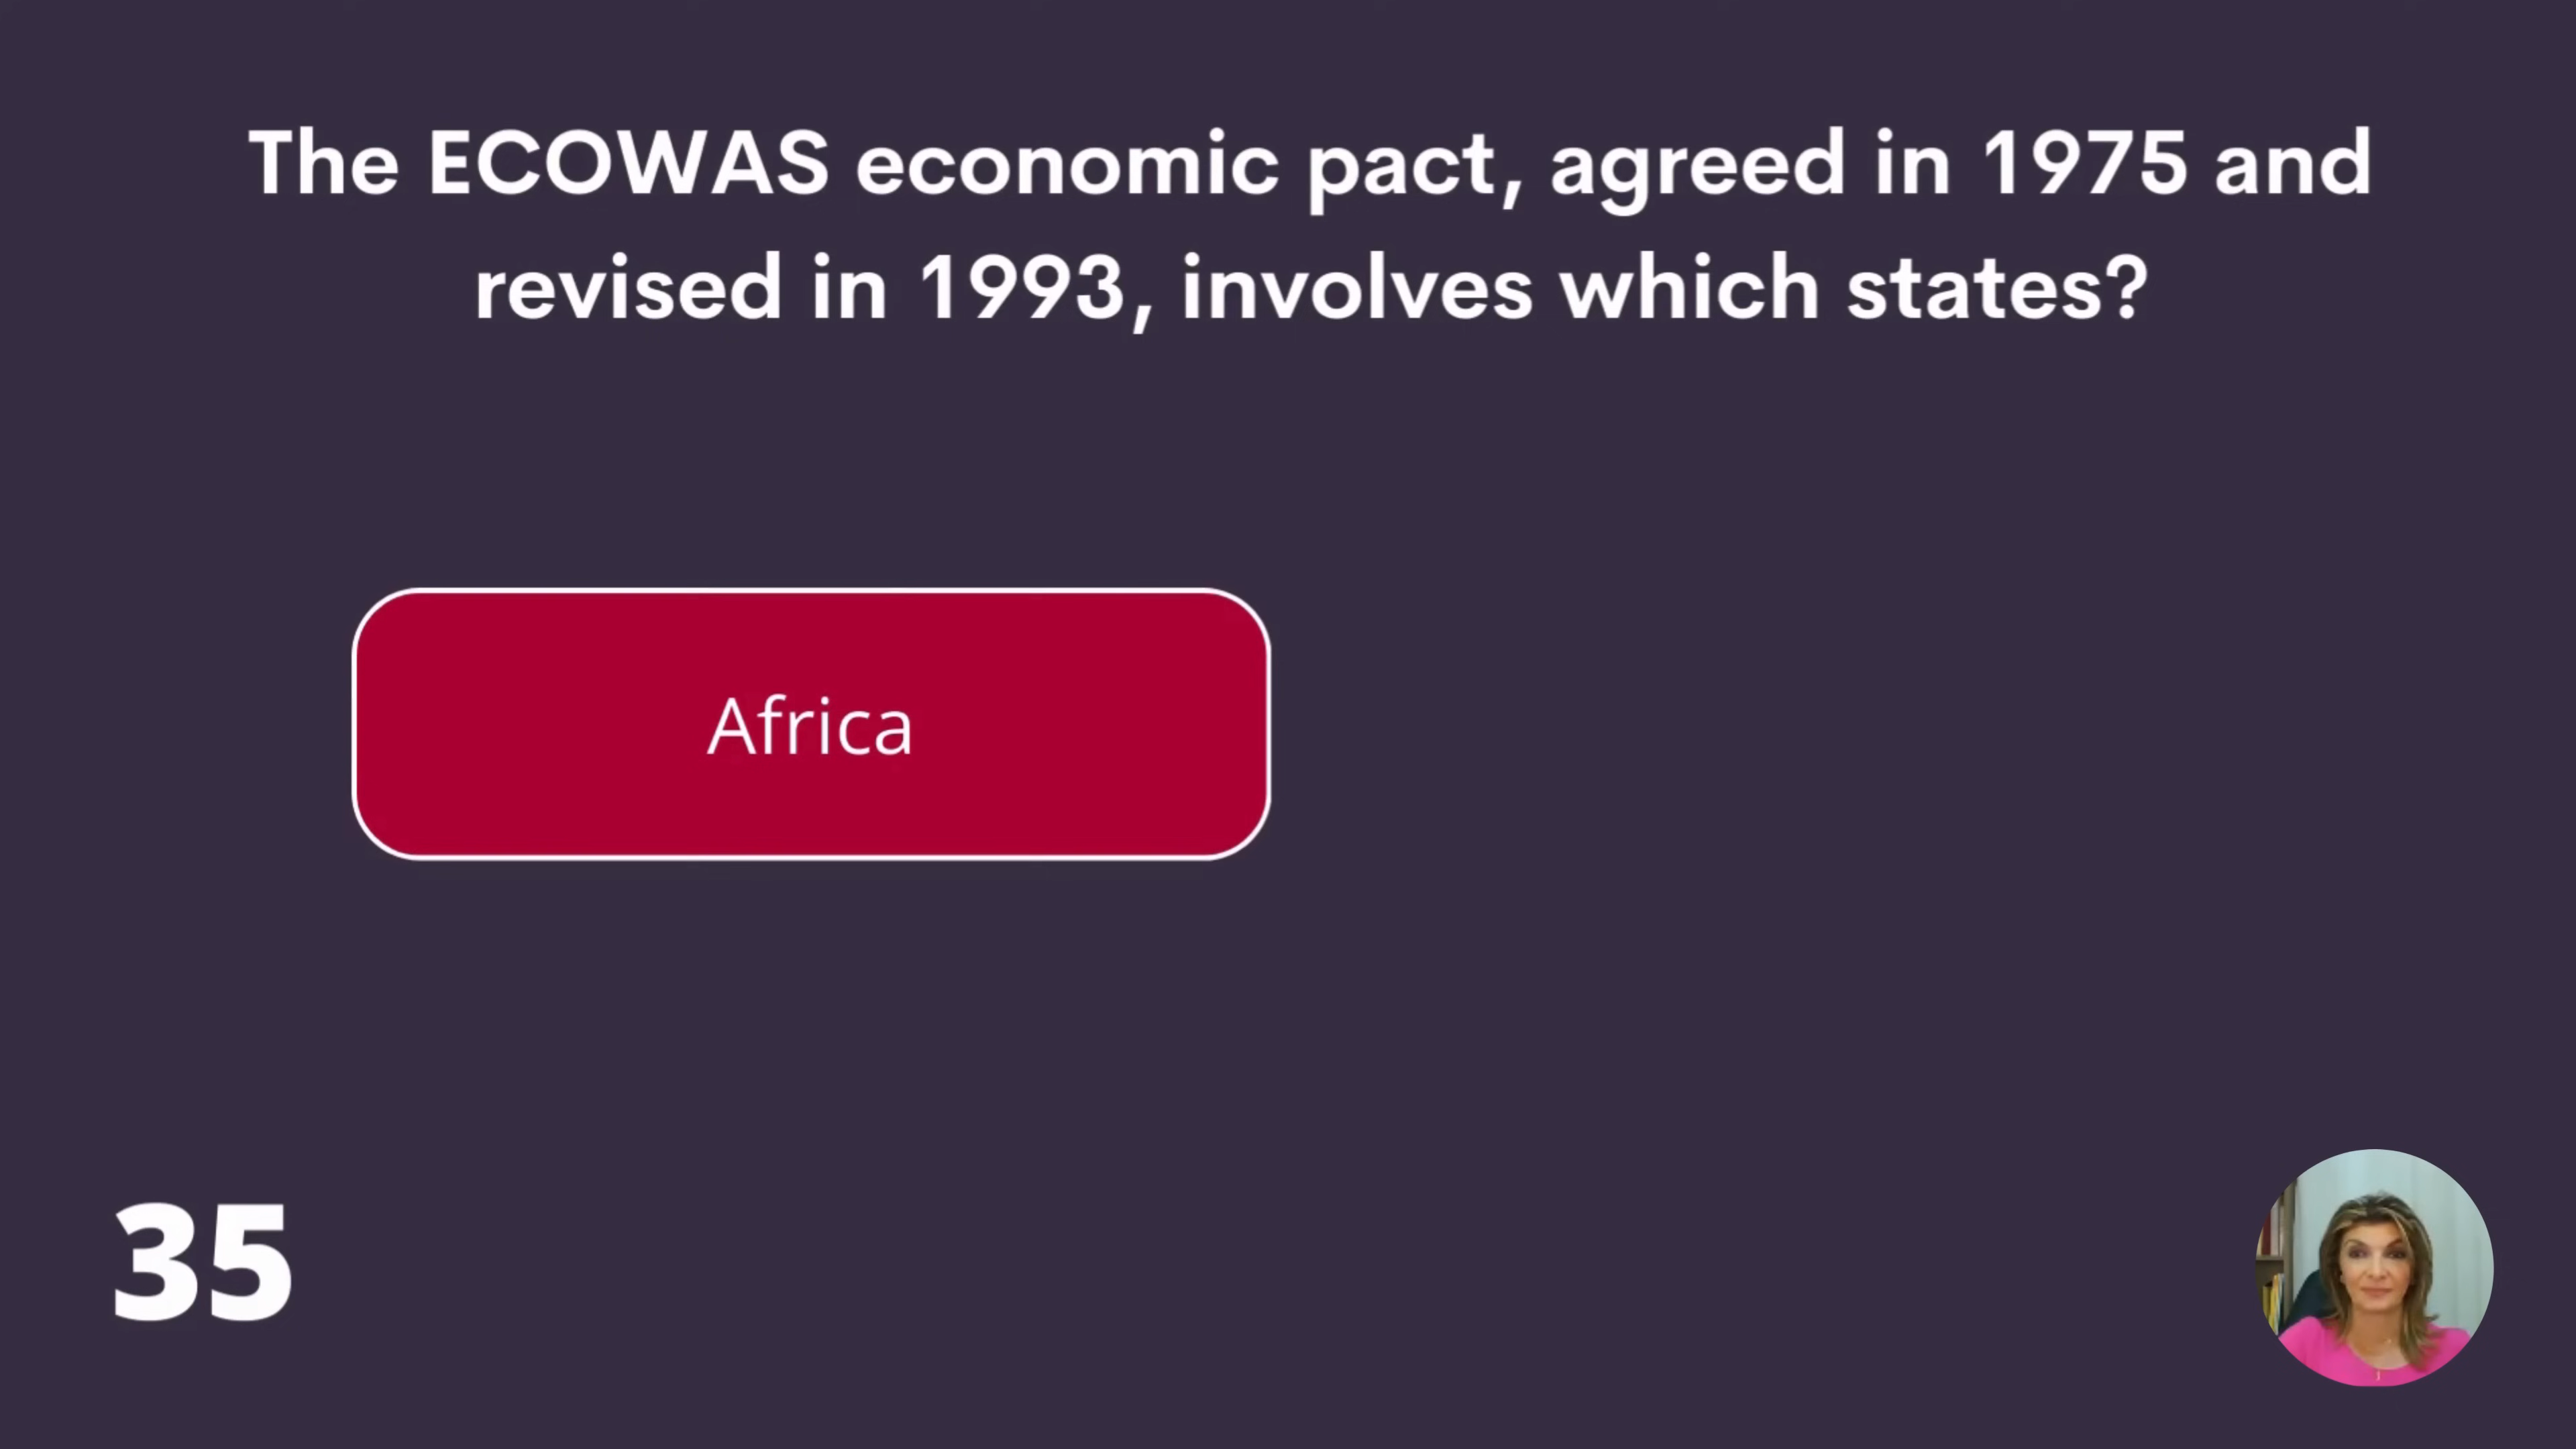 The ECOWAS economic pact, agreed in 1975 and
revised in 1993, involves which states?
Africa
35